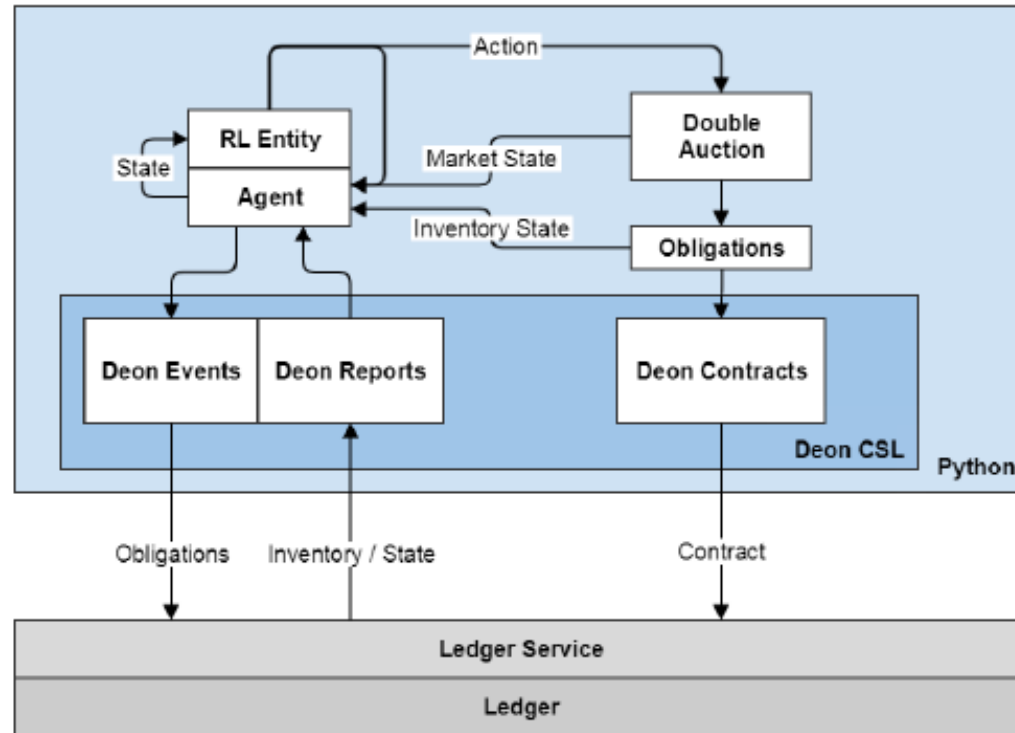 Action
RL Entity
Double
Auction
State
Market State
Agent
Inventory State
Obligations
Deon Events
Deon Reports
Deon Contracts
Deon CSL
Python
Obligations
Inventory / State
Contract
Ledger Service
Ledger